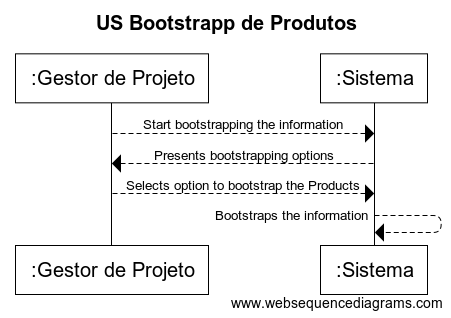 US Bootstrapp de Produtos
:Gestor de Projeto
:Sistema
Start bootstrapping the information
Presents bootstrapping options
Selects option to bootstrap the Products
Bootstraps the information
:Gestor de Projeto
:Sistema
www.websequencediagrams.com